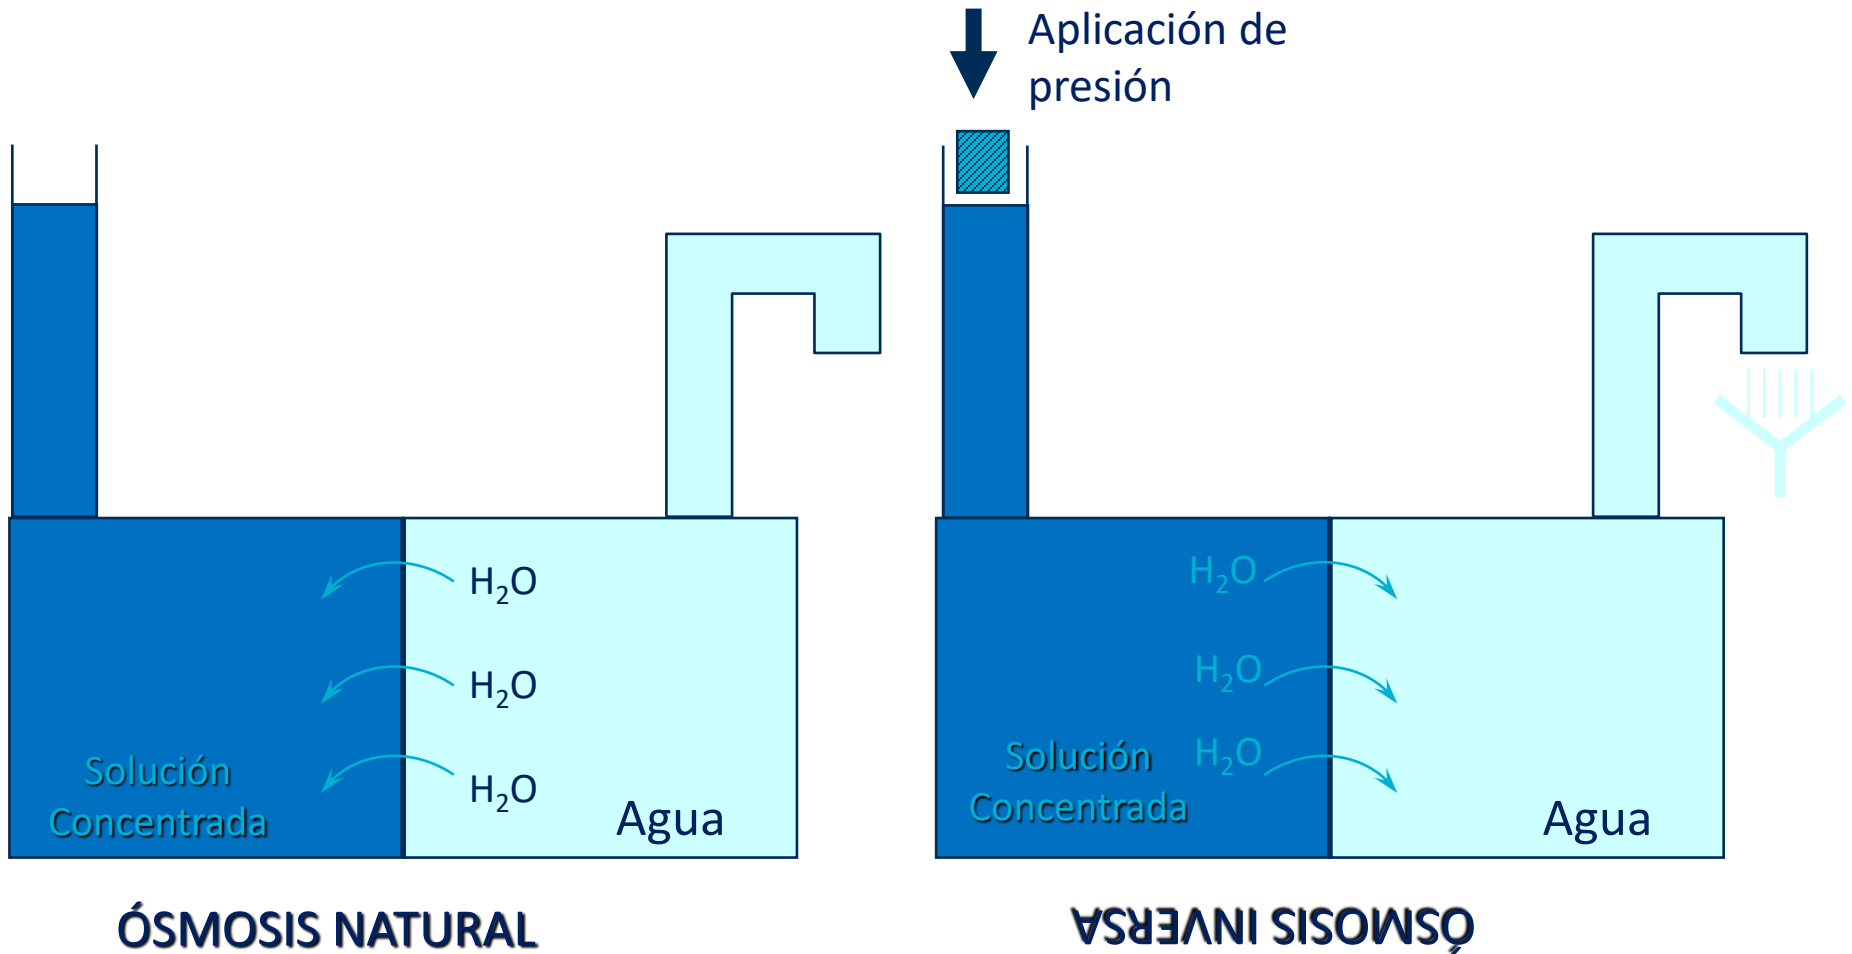 Aplicación de
presión
H₂O
H₂O
H₂O
Solución
Concentrada
Agua
ÓSMOSIS NATURAL
H₂O
H₂O
H₂O
Solución
Concentrada
Agua
ÓSMOSIS INVERSA